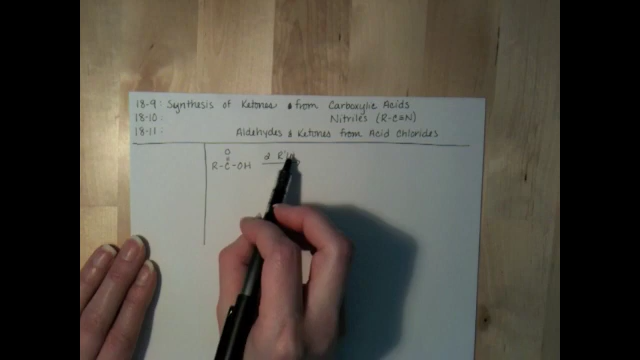 18-9: Synthesis of Ketones from Carboxylic Acids
18-10: Nitriles (R-C≡N)
18-11: Aldehydes & Ketones from Acid Chlorides
O
R-C-OH 2 R'